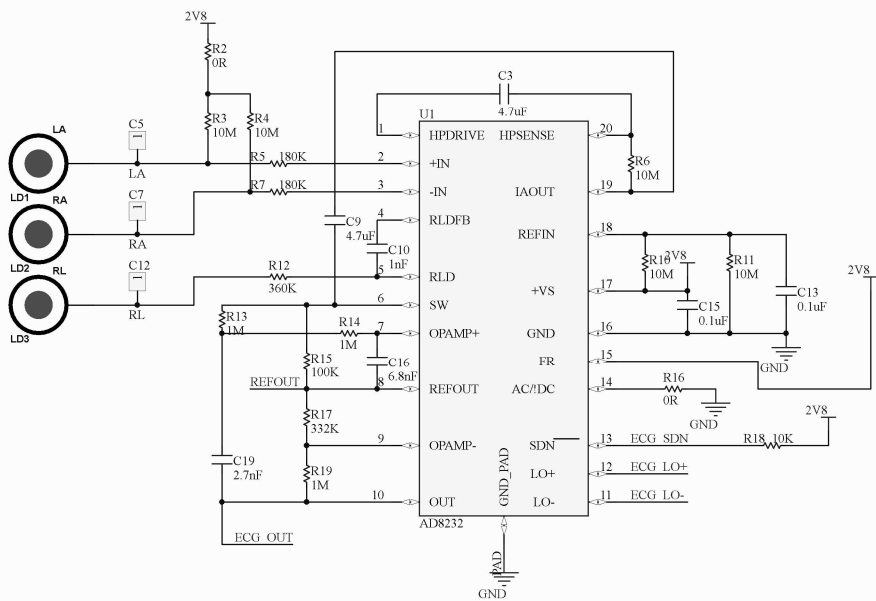 2V8
R2
0R
R3
10M
R4
10M
LA
C5
1
LA
LD1
R5 180K
RA
C7
1
RA
LD2
R7 180K
RL
C12
1
RL
LD3
R12
360K
C9
4.7uF
C10
1nF
R13
1M
R14
1M
R15
100K
C16
6.8nF
REFOUT
R17
332K
R19
1M
C19
2.7nF
ECG_OUT
C3
4.7uF
U1
1 HPDRIVE HPSENSE 20
2 +IN
3 -IN IAOUT 19
4 RLDFB REFIN 18
5 RLD +VS 17
6 SW
7 OPAMP+ GND 16
FR 15
8 REFOUT AC/!DC 14
9 OPAMP- SDN 13
LO+ 12
10 OUT LO- 11
GND_PAD
AD8232
PAD
GND
R6
10M
R10
10M
2V8
R11
10M
C15
0.1uF
C13
0.1uF
GND
2V8
R16
0R
GND
2V8
ECG_SDN
R18 10K
ECG_LO+
ECG_LO-